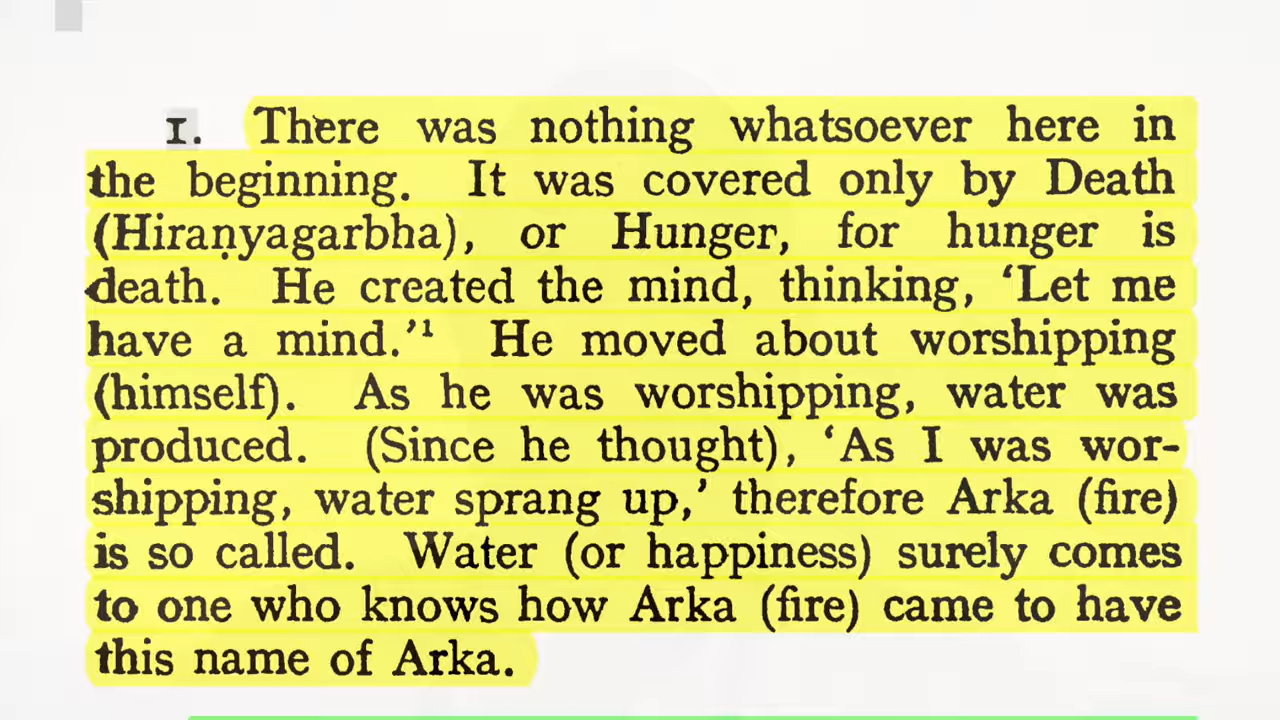 1. There was nothing whatsoever here in
the beginning. It was covered only by Death
(Hiraṇyagarbha), or Hunger, for hunger is
death. He created the mind, thinking, ‘Let me
have a mind.’¹ He moved about worshipping
(himself). As he was worshipping, water was
produced. (Since he thought), ‘As I was wor-
shipping, water sprang up,’ therefore Arka (fire)
is so called. Water (or happiness) surely comes
to one who knows how Arka (fire) came to have
this name of Arka.